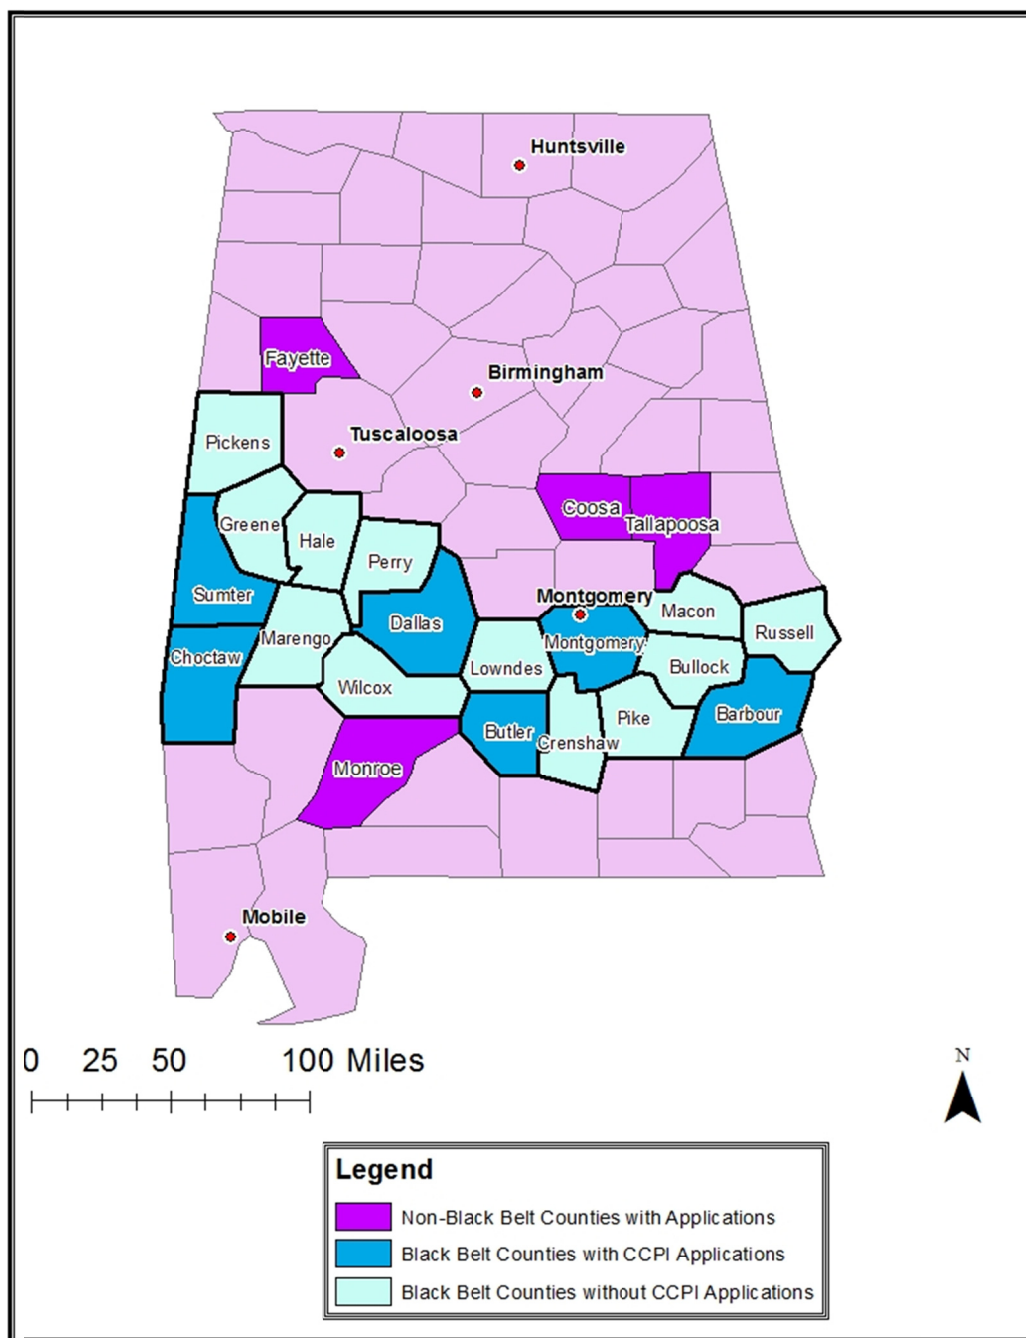 Huntsville
Fayette
Birmingham
Pickens
Tuscaloosa
Greene
Hale
Coosa
Tallapoosa
Perry
Sumter
Montgomery
Macon
Marengo
Dallas
Montgomery
Russell
Choctaw
Lowndes
Bullock
Wilcox
Butler
Crenshaw
Pike
Barbour
Monroe
Mobile
0 25 50 100 Miles
N
Legend
Non-Black Belt Counties with Applications
Black Belt Counties with CCPI Applications
Black Belt Counties without CCPI Applications